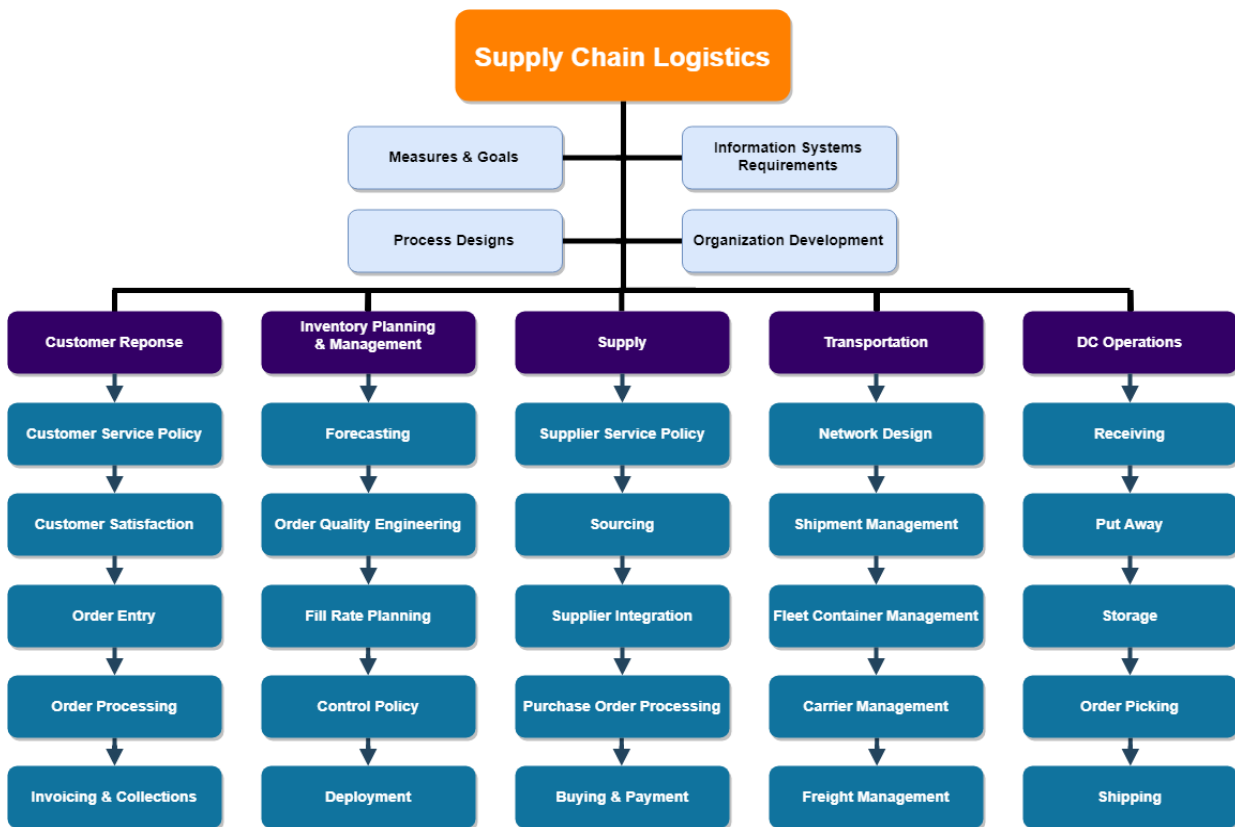 Supply Chain Logistics
Measures & Goals
Information Systems
Requirements
Process Designs
Organization Development
Customer Reponse
Inventory Planning
& Management
Supply
Transportation
DC Operations
Customer Service Policy
Forecasting
Supplier Service Policy
Network Design
Receiving
Customer Satisfaction
Order Quality Engineering
Sourcing
Shipment Management
Put Away
Order Entry
Fill Rate Planning
Supplier Integration
Fleet Container Management
Storage
Order Processing
Control Policy
Purchase Order Processing
Carrier Management
Order Picking
Invoicing & Collections
Deployment
Buying & Payment
Freight Management
Shipping